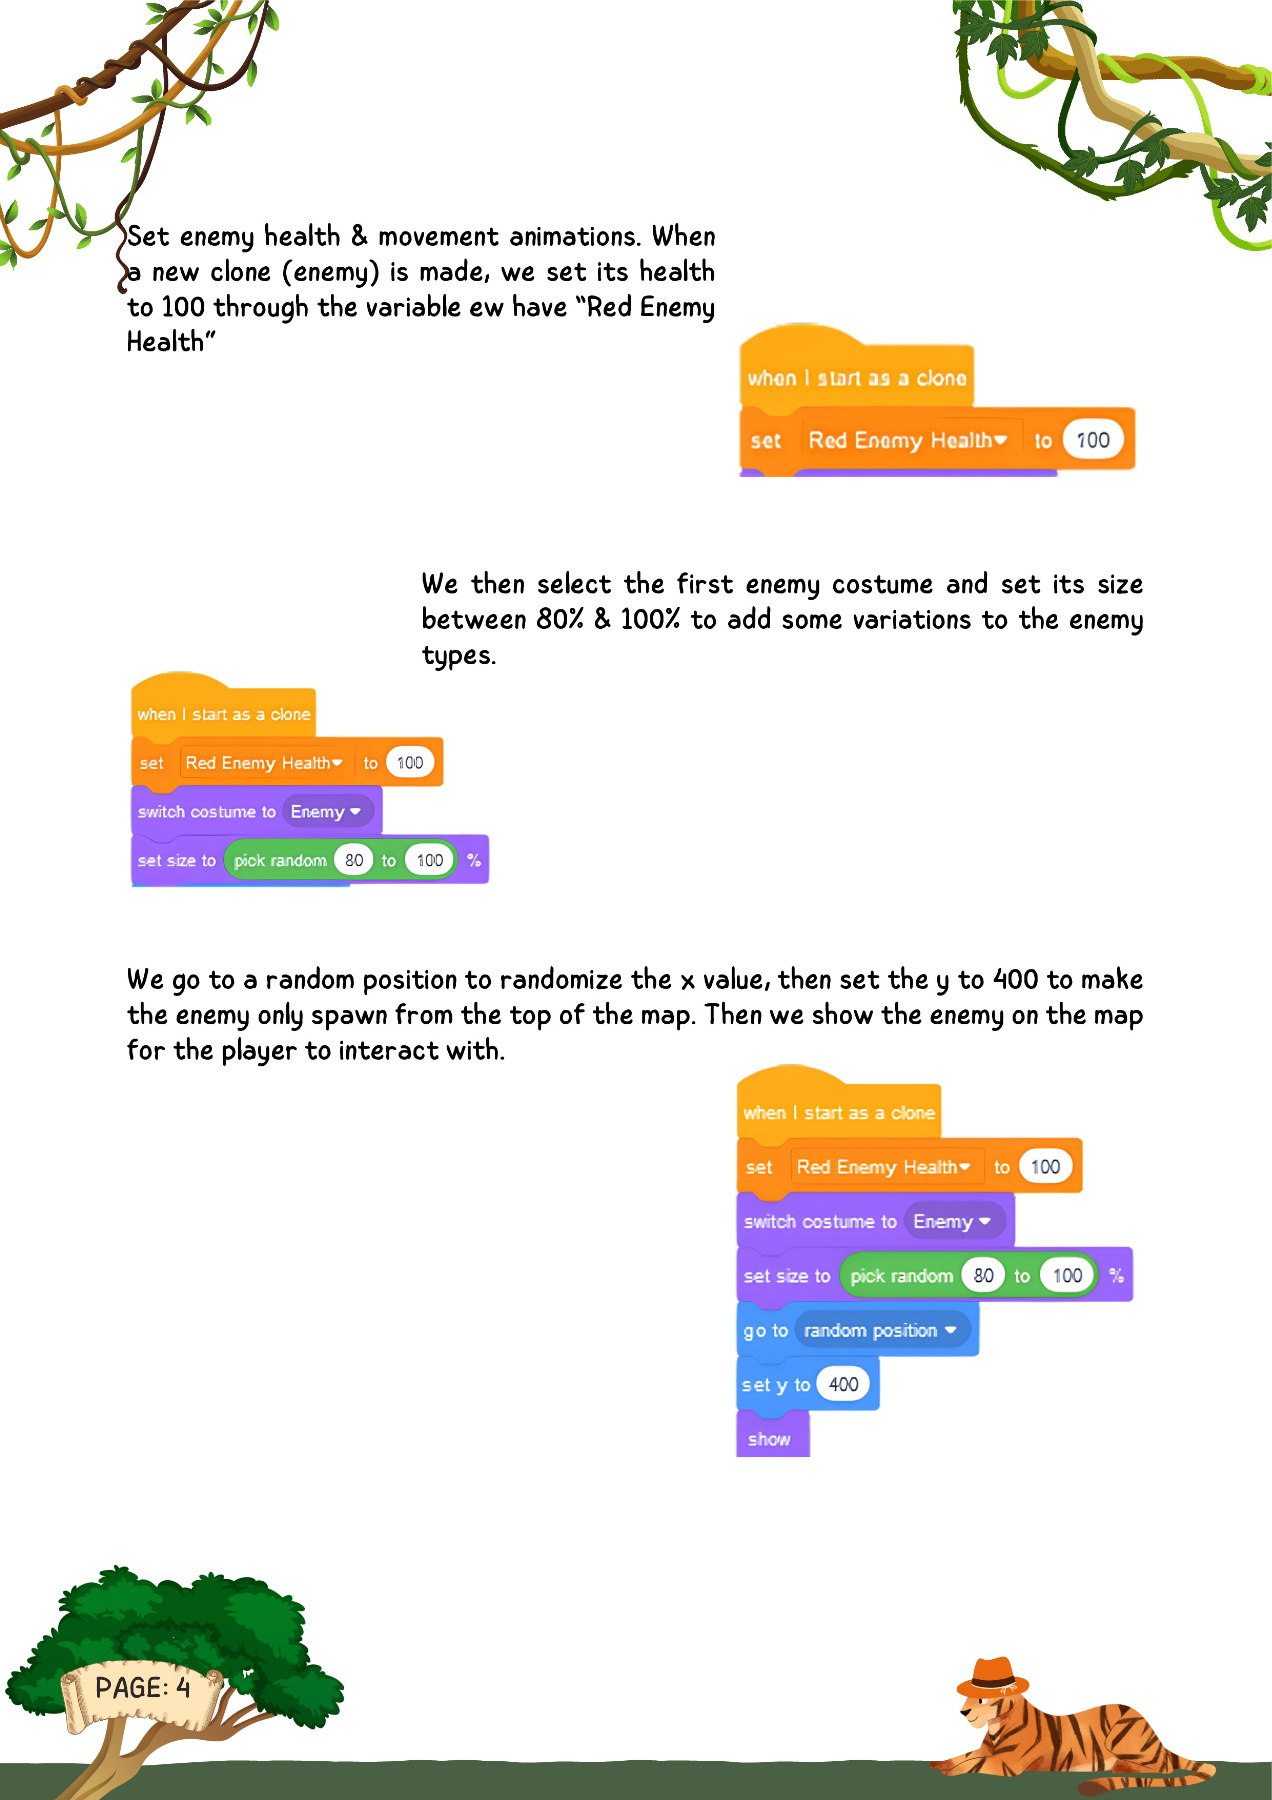 Set enemy health & movement animations. When
a new clone (enemy) is made, we set its health
to 100 through the variable ew have "Red Enemy
Health"
when I start as a clone
set Red Enemy Health to 100
We then select the first enemy costume and set its size
between 80% & 100% to add some variations to the enemy
types.
when I start as a clone
set Red Enemy Health to 100
switch costume to Enemy
set size to pick random 80 to 100 %
We go to a random position to randomize the x value, then set the y to 400 to make
the enemy only spawn from the top of the map. Then we show the enemy on the map
for the player to interact with.
when I start as a clone
set Red Enemy Health to 100
switch costume to Enemy
set size to pick random 80 to 100 %
go to random position
set y to 400
show
PAGE: 4